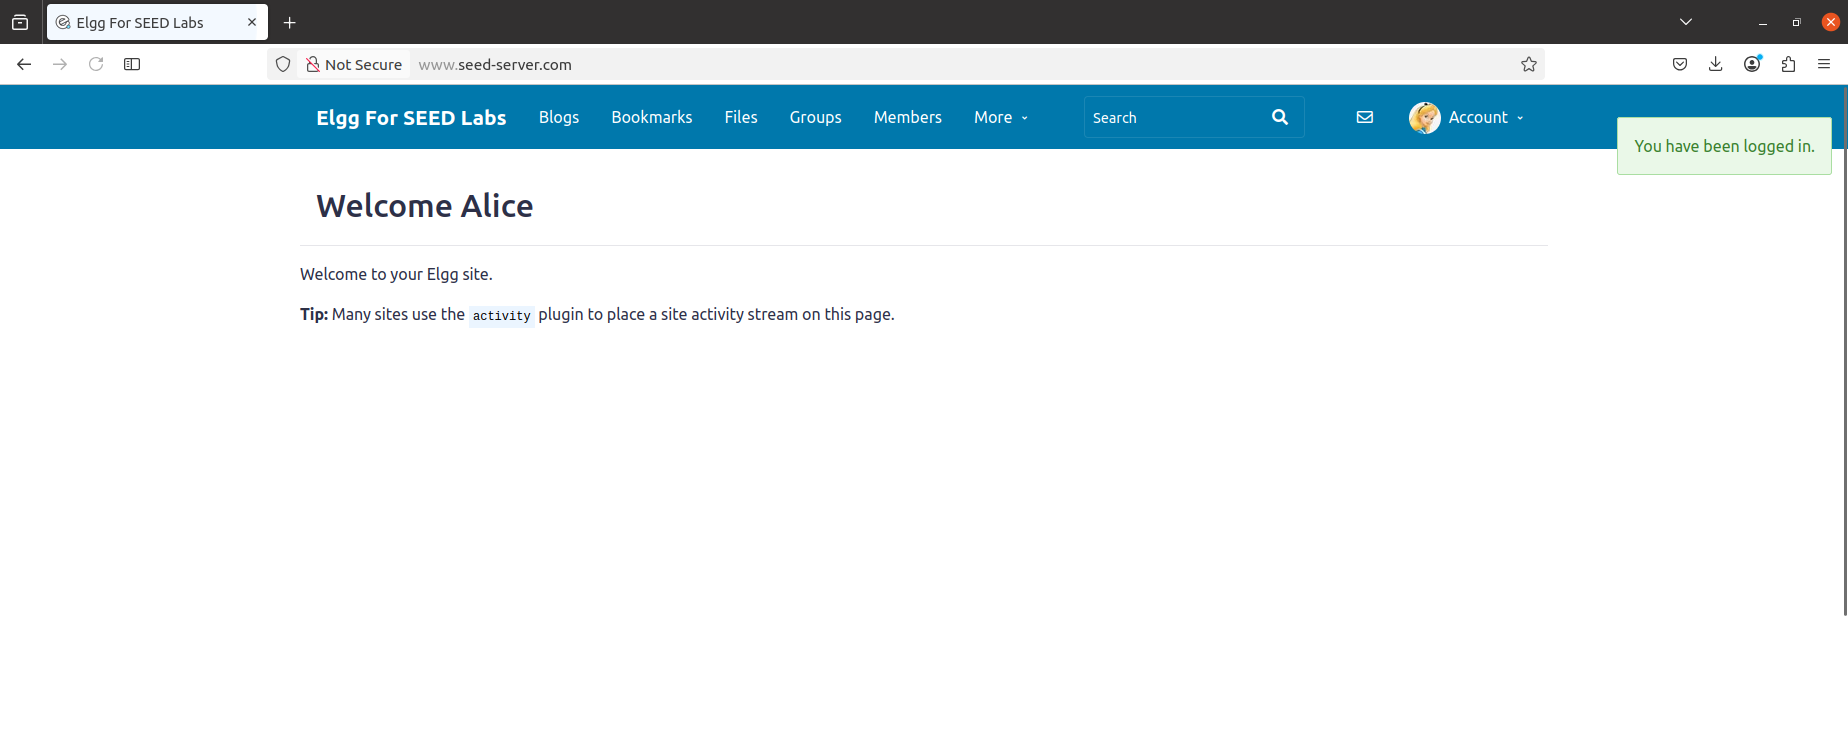 Elgg For SEED Labs
Not Secure www.seed-server.com
Elgg For SEED Labs Blogs Bookmarks Files Groups Members More Search Account
You have been logged in.
Welcome Alice
Welcome to your Elgg site.
Tip: Many sites use the activity plugin to place a site activity stream on this page.